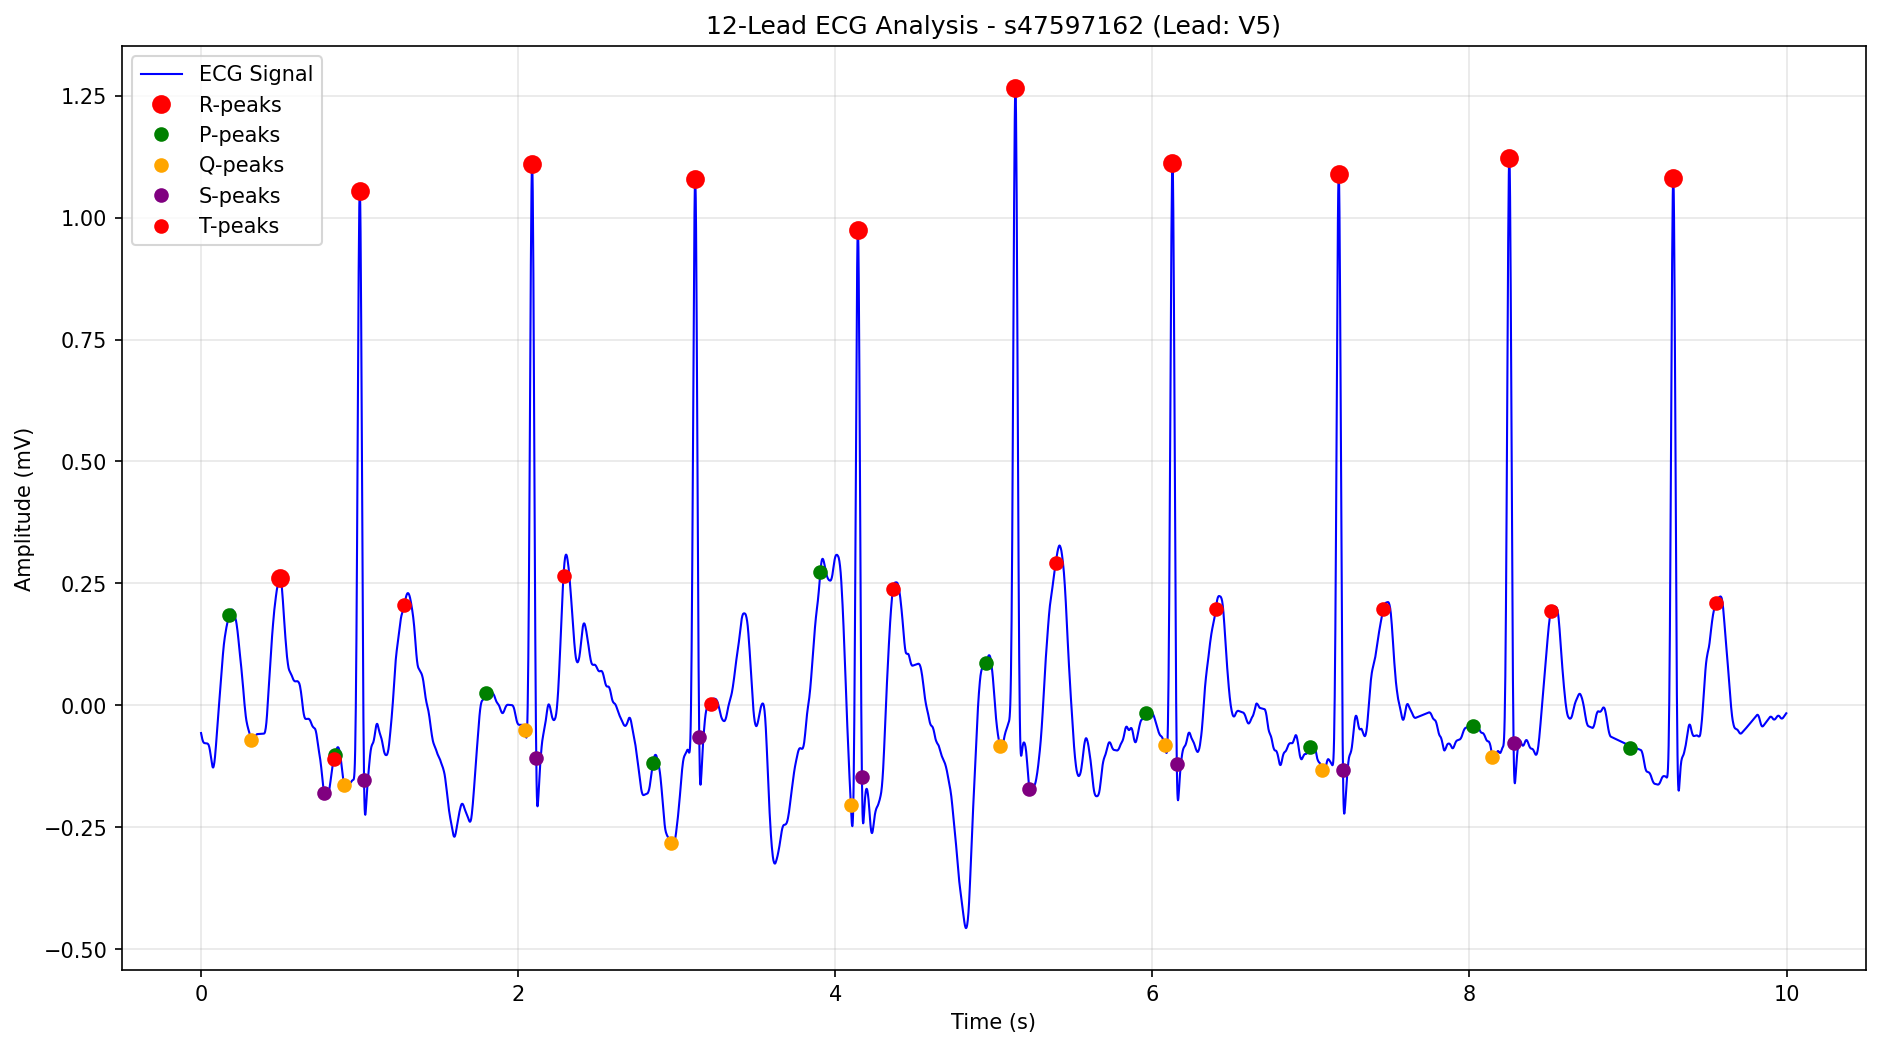 12-Lead ECG Analysis - s47597162 (Lead: V5)
ECG Signal
R-peaks
P-peaks
Q-peaks
S-peaks
T-peaks
Amplitude (mV)
1.25
1.00
0.75
0.50
0.25
0.00
−0.25
−0.50
0 2 4 6 8 10
Time (s)